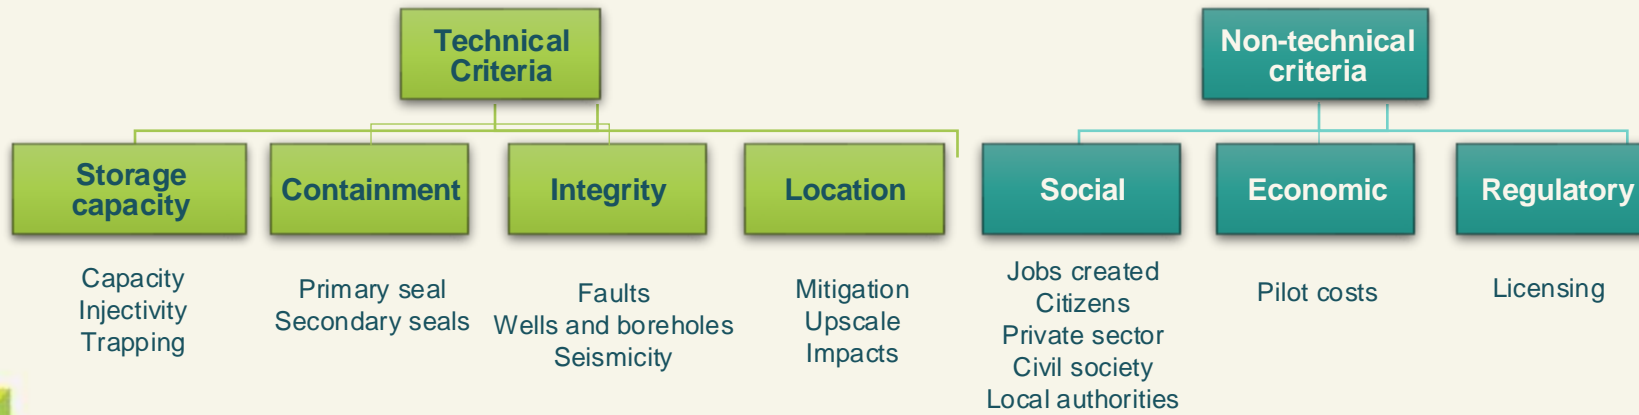 Technical
Criteria
Non-technical
criteria
Storage
capacity
Containment
Integrity
Location
Social
Economic
Regulatory
Capacity
Injectivity
Trapping
Primary seal
Secondary seals
Faults
Wells and boreholes
Seismicity
Mitigation
Upscale
Impacts
Jobs created
Citizens
Private sector
Civil society
Local authorities
Pilot costs
Licensing